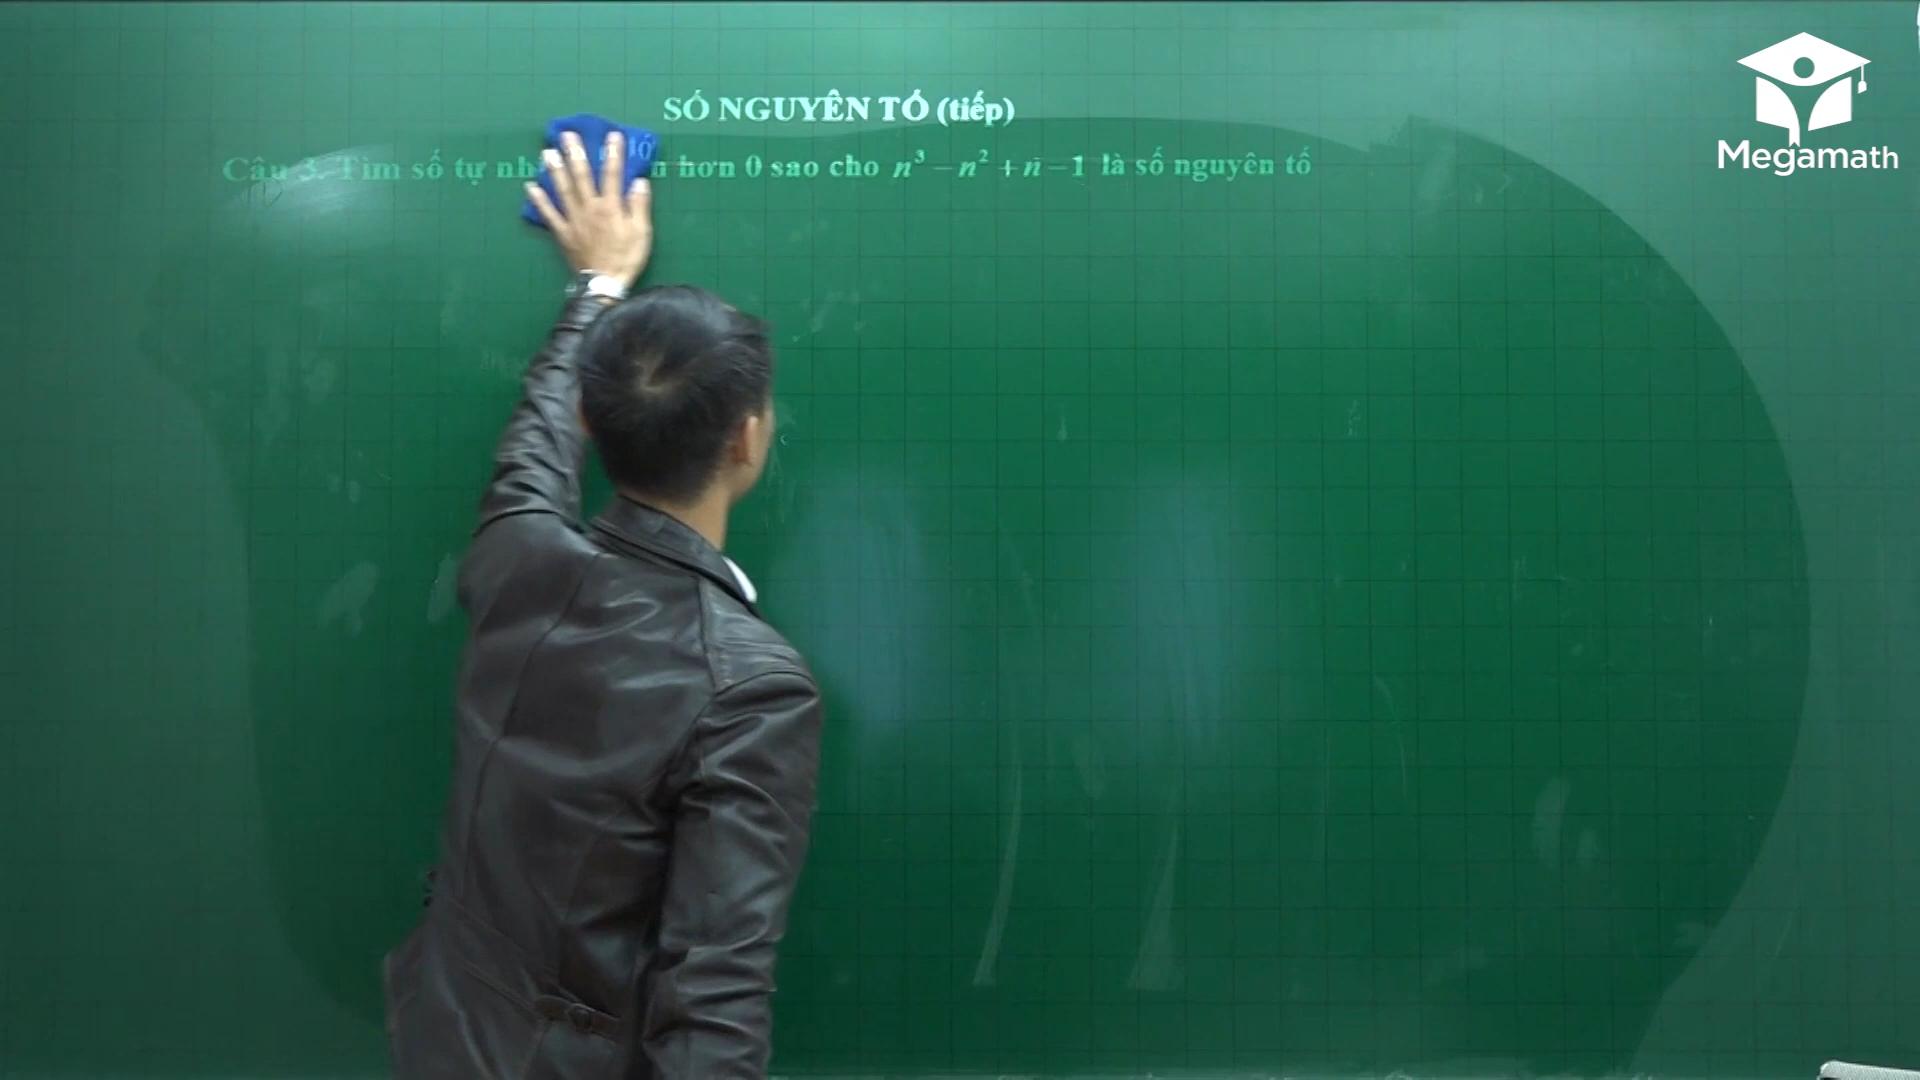 Megamath
SỐ NGUYÊN TỐ (tiếp)
Câu 3. Tìm số tự hơn 0 sao cho n³ – n² + n – 1 là số nguyên tố